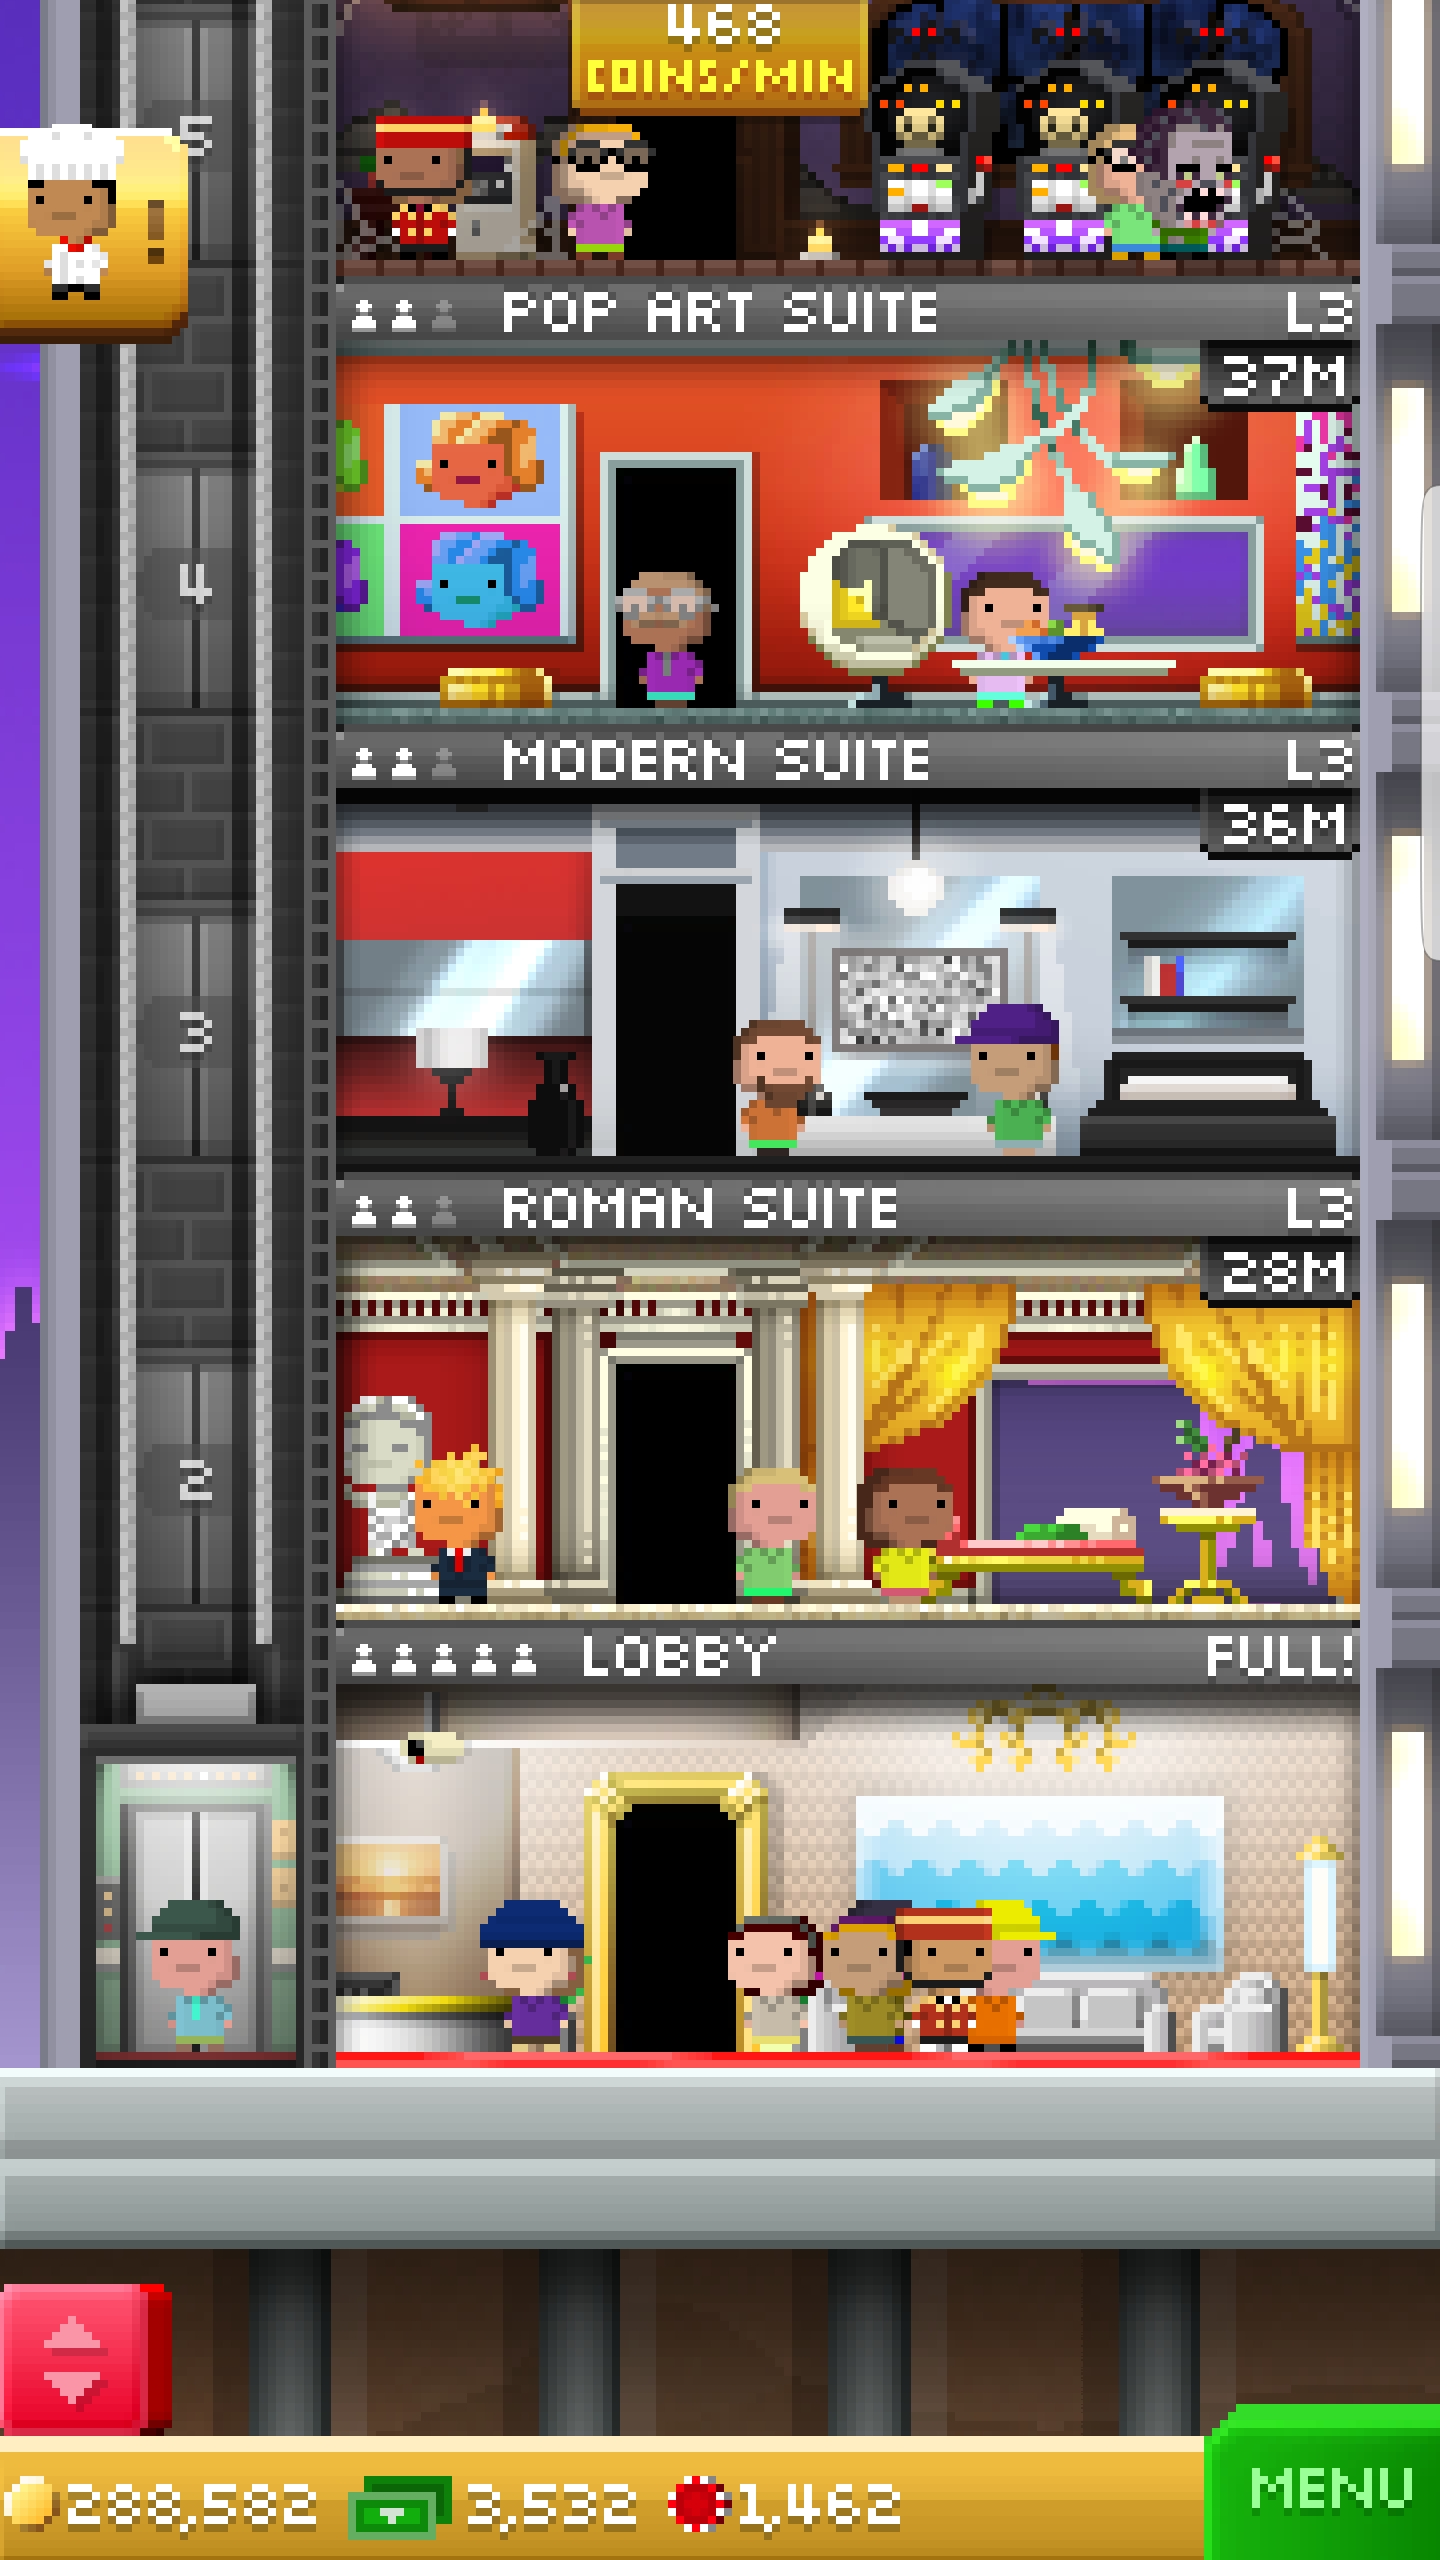 468
COINS/MIN
5
!
POP ART SUITE L3
37M
4
MODERN SUITE L3
36M
3
ROMAN SUITE L3
28M
2
LOBBY FULL!
288,582 3,532 1,462
MENU